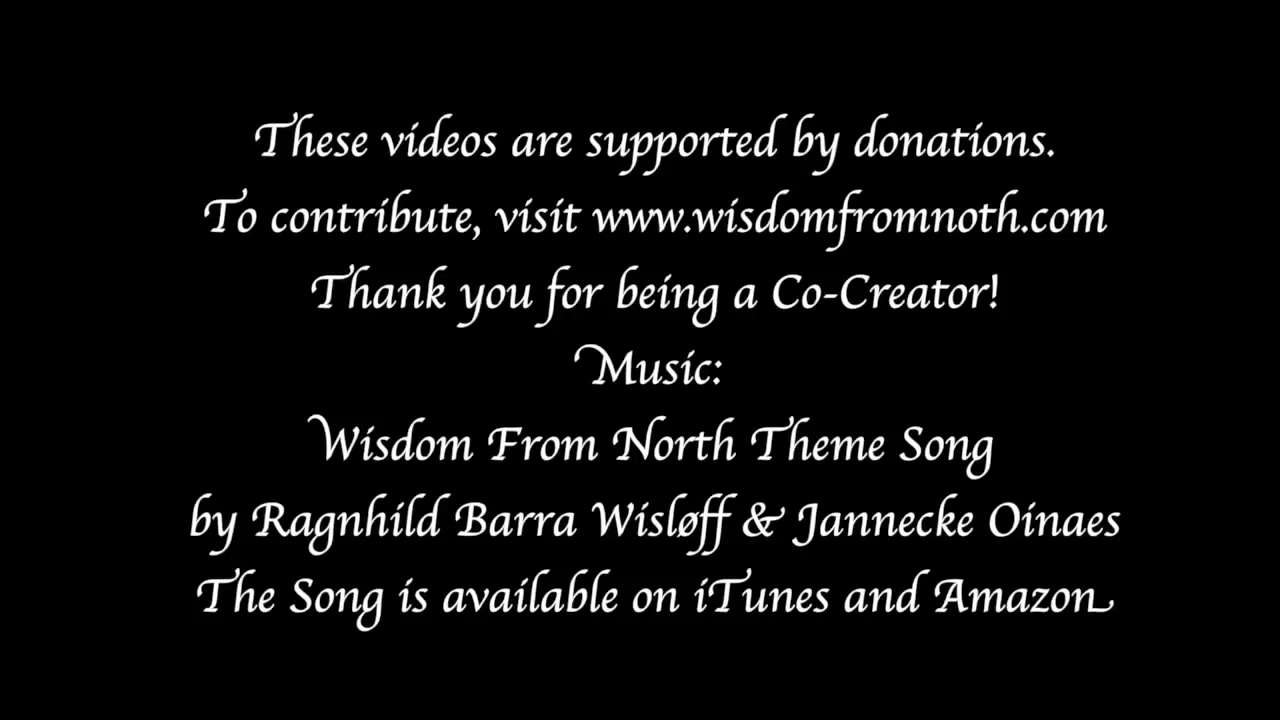 These videos are supported by donations.
To contribute, visit www.wisdomfromnoth.com
Thank you for being a Co-Creator!
Music:
Wisdom From North Theme Song
by Ragnhild Barra Wisløff & Jannecke Oinaes
The Song is available on iTunes and Amazon